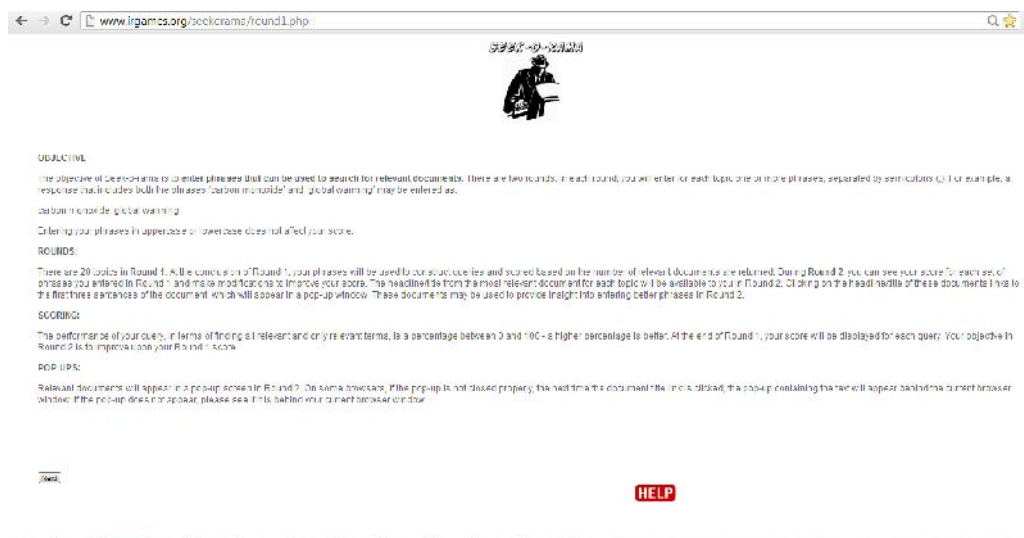 www.irgames.org/seekorama/round1.php
SEEK-O-RAMA
OBJECTIVE
The objective of Seek-o-rama is to enter phrases that can be used to search for relevant documents. There are two rounds. In each round, you will enter for each topic one or more phrases, separated by semicolons (;). For example, a
response that includes both the phrases 'carbon monoxide' and 'global warming' may be entered as:
carbon monoxide; global warming
Entering your phrases in uppercase or lowercase does not affect your score.
ROUNDS:
There are 20 topics in Round 1. At the conclusion of Round 1, your phrases will be used to construct queries and scored based on the number of relevant documents are returned. During Round 2, you can see your score for each set of
phrases you entered in Round 1 and make modifications to improve your score. The headline/title from the most relevant document for each topic will be available to you in Round 2. Clicking on the headline/title of these documents links to
the first three sentences of the document, which will appear in a pop-up window. These documents may be used to provide insight into entering better phrases in Round 2.
SCORING:
The performance of your query, in terms of finding all relevant and only relevant terms, is a percentage between 0 and 100 - a higher percentage is better. At the end of Round 1, your score will be displayed for each query. Your objective in
Round 2 is to improve upon your Round 1 score.
POP UPS:
Relevant documents will appear in a pop-up screen in Round 2. On some browsers, if the pop-up is not closed properly, the next time the document title link is clicked, the pop-up containing the text will appear behind the current browser
window. If the pop-up does not appear, please see if it is behind your current browser window.
Next
HELP